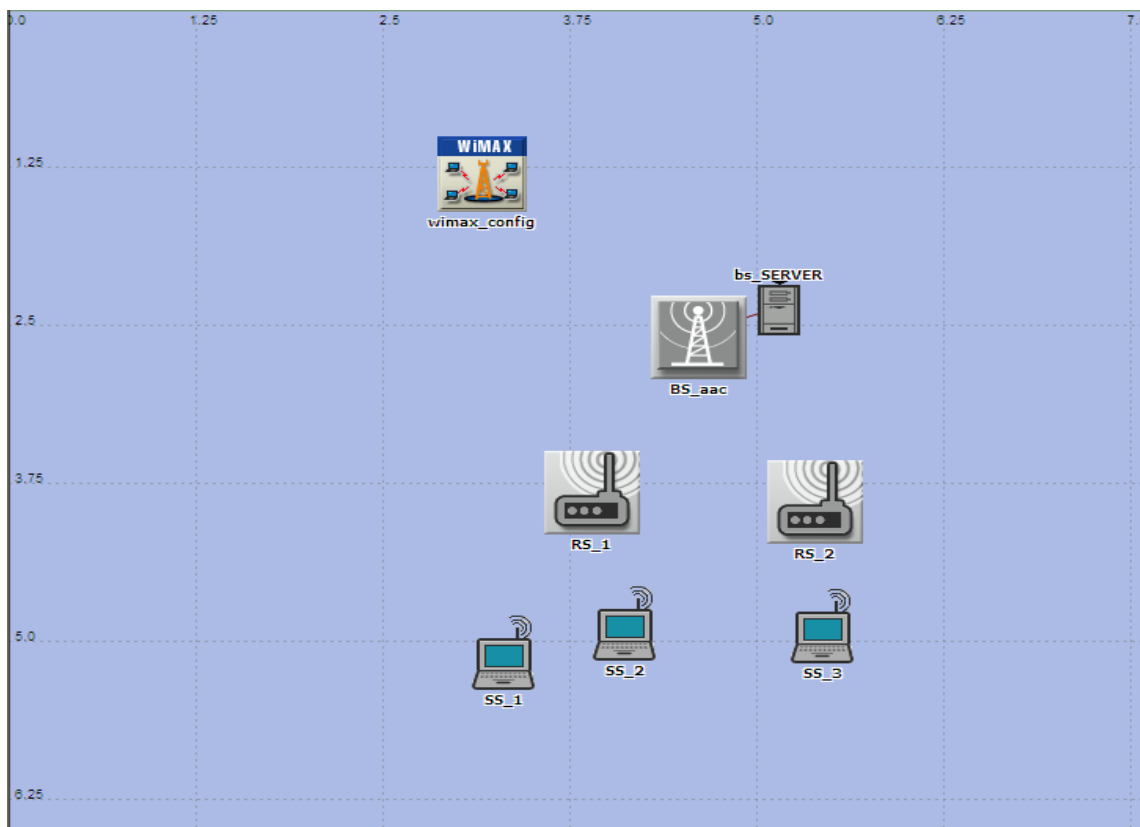 0.0 1.25 2.5 3.75 5.0 6.25 7.
1.25
WiMAX
wimax_config
bs_SERVER
2.5
BS_aac
3.75
RS_1
RS_2
5.0
SS_1
SS_2
SS_3
6.25